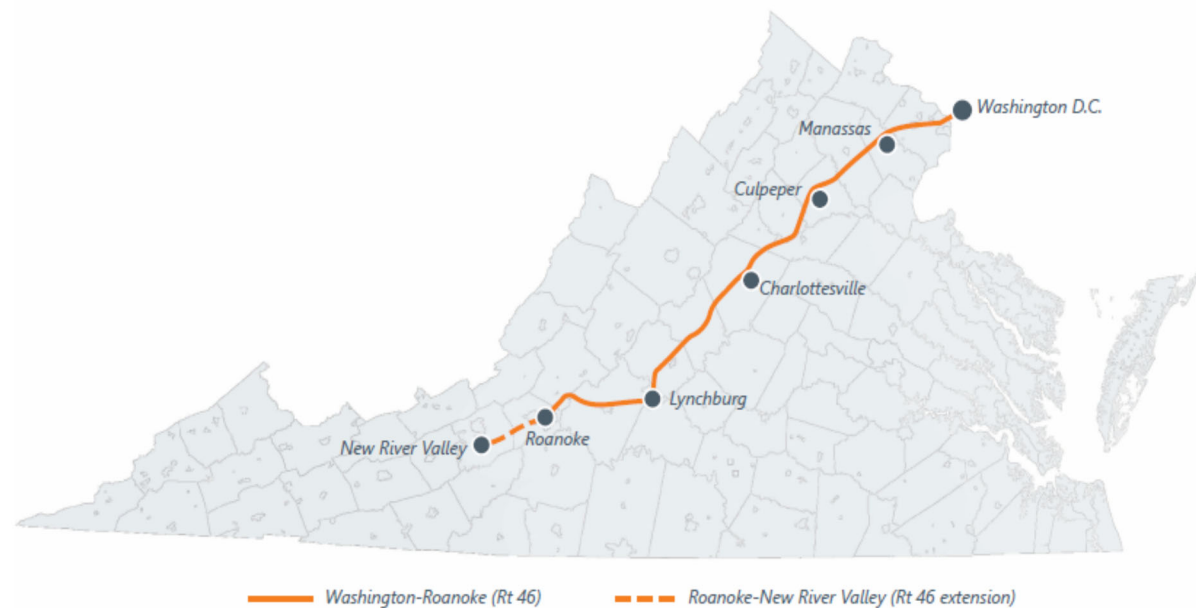 Washington D.C.
Manassas
Culpeper
Charlottesville
Lynchburg
Roanoke
New River Valley
Washington-Roanoke (Rt 46)
Roanoke-New River Valley (Rt 46 extension)